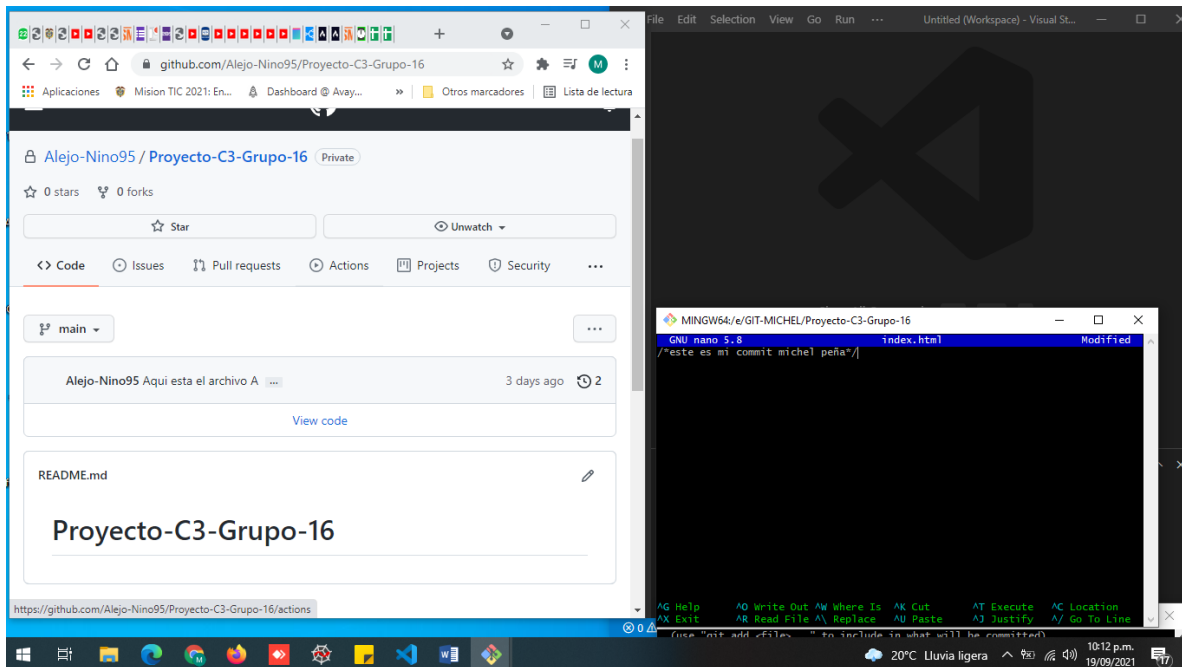 github.com/Alejo-Nino95/Proyecto-C3-Grupo-16
M
Aplicaciones Mision TIC 2021: En... Dashboard @ Avay... » Otros marcadores Lista de lectura
Alejo-Nino95 / Proyecto-C3-Grupo-16 Private
0 stars 0 forks
Star Unwatch
<> Code Issues Pull requests Actions Projects Security ...
main ...
Alejo-Nino95 Aqui esta el archivo A ... 3 days ago 2
View code
README.md
Proyecto-C3-Grupo-16
https://github.com/Alejo-Nino95/Proyecto-C3-Grupo-16/actions
File Edit Selection View Go Run ... Untitled (Workspace) - Visual St...
MINGW64:/e/GIT-MICHEL/Proyecto-C3-Grupo-16
GNU nano 5.8 index.html Modified
/*este es mi commit michel peña*/
^G Help ^O Write Out ^W Where Is ^K Cut ^T Execute ^C Location
^X Exit ^R Read File ^\ Replace ^U Paste ^J Justify ^/ Go To Line
0
(use "git add <file>..." to include in what will be committed)
20°C Lluvia ligera 10:12 p.m.
19/09/2021
17